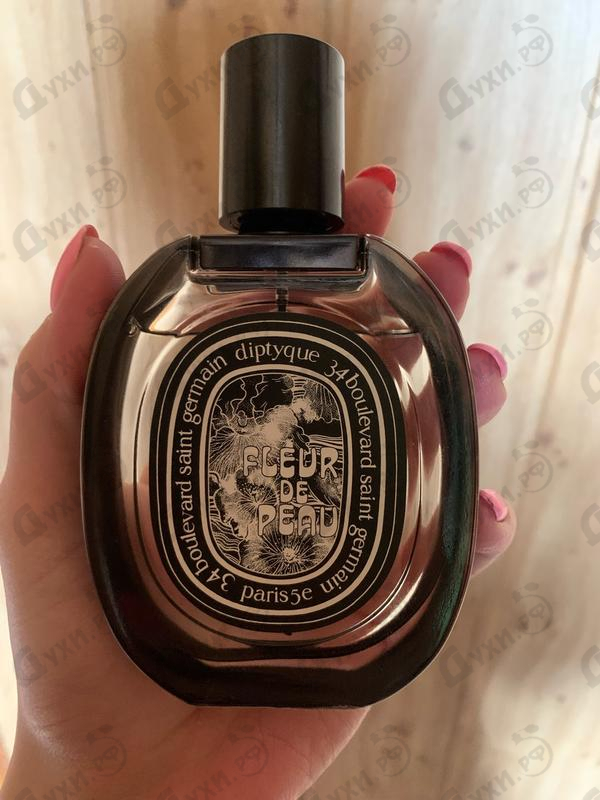 diptyque 34 boulevard saint germain paris 5e 34 boulevard saint germain
FLEUR
DE
PEAU
Духи.РФ